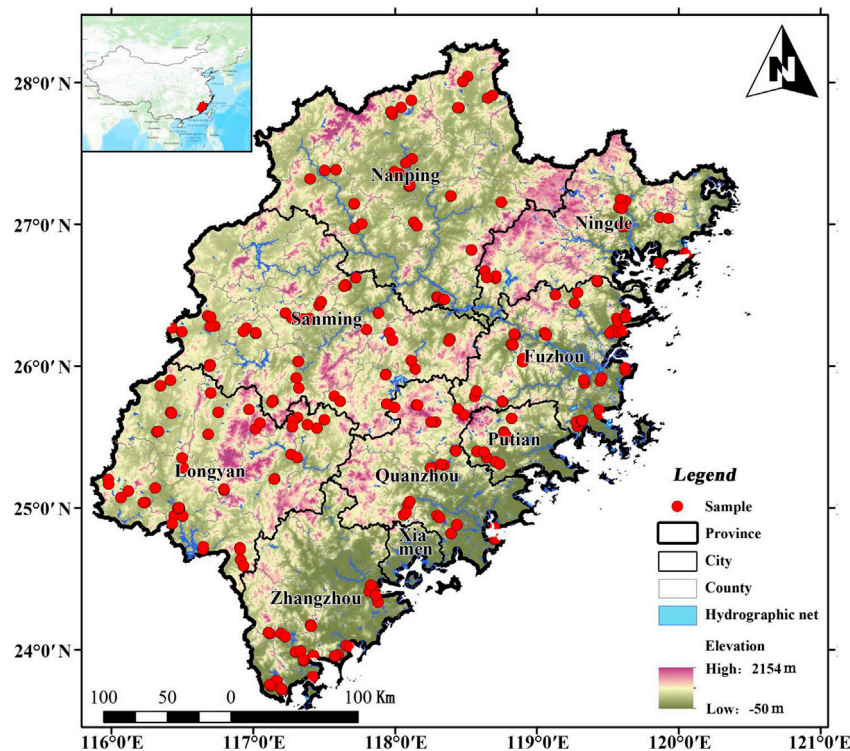 N
28°0′N
27°0′N
26°0′N
25°0′N
24°0′N
Nanping
Ningde
Sanming
Fuzhou
Putian
Longyan
Quanzhou
Xia
men
Zhangzhou
Legend
Sample
Province
City
County
Hydrographic net
Elevation
High: 2154 m
Low: -50 m
100 50 0 100 Km
116°0′E 117°0′E 118°0′E 119°0′E 120°0′E 121°0′E